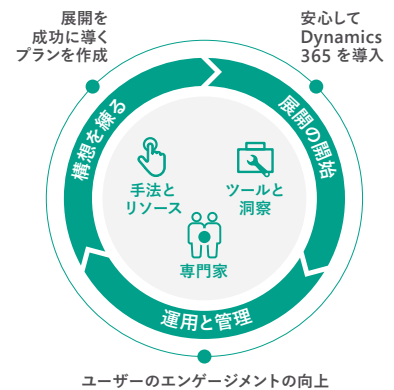 展開を
成功に導く
プランを作成
安心して
Dynamics
365 を導入
構想を練る
展開の開始
手法と
リソース
ツールと
洞察
専門家
運用と管理
ユーザーのエンゲージメントの向上